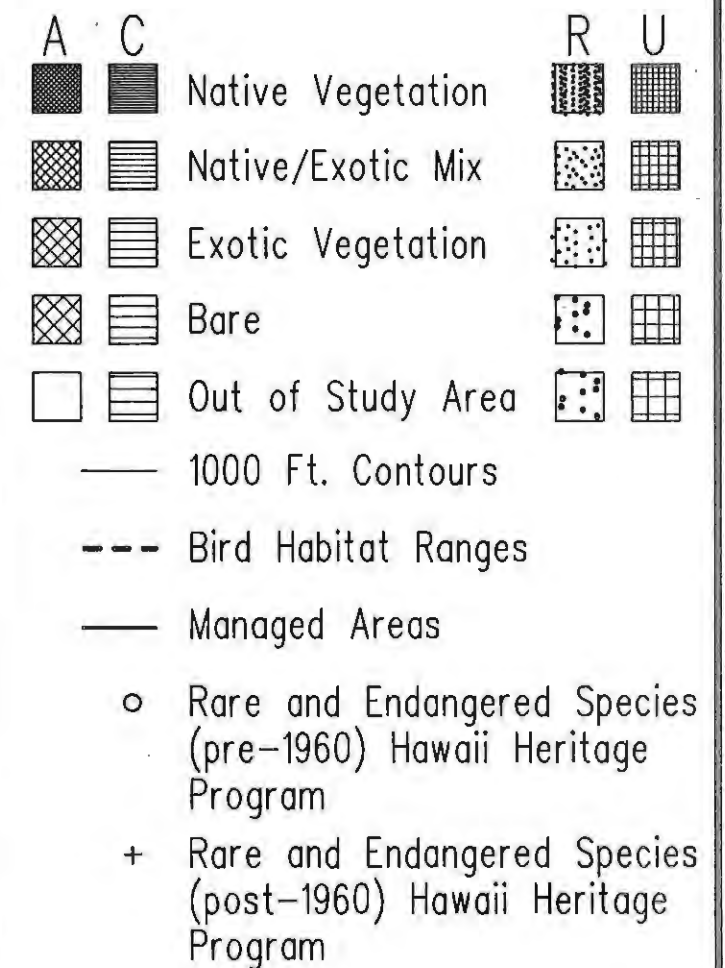 A C R U
Native Vegetation
Native/Exotic Mix
Exotic Vegetation
Bare
Out of Study Area
1000 Ft. Contours
Bird Habitat Ranges
Managed Areas
Rare and Endangered Species
(pre-1960) Hawaii Heritage
Program
Rare and Endangered Species
(post-1960) Hawaii Heritage
Program